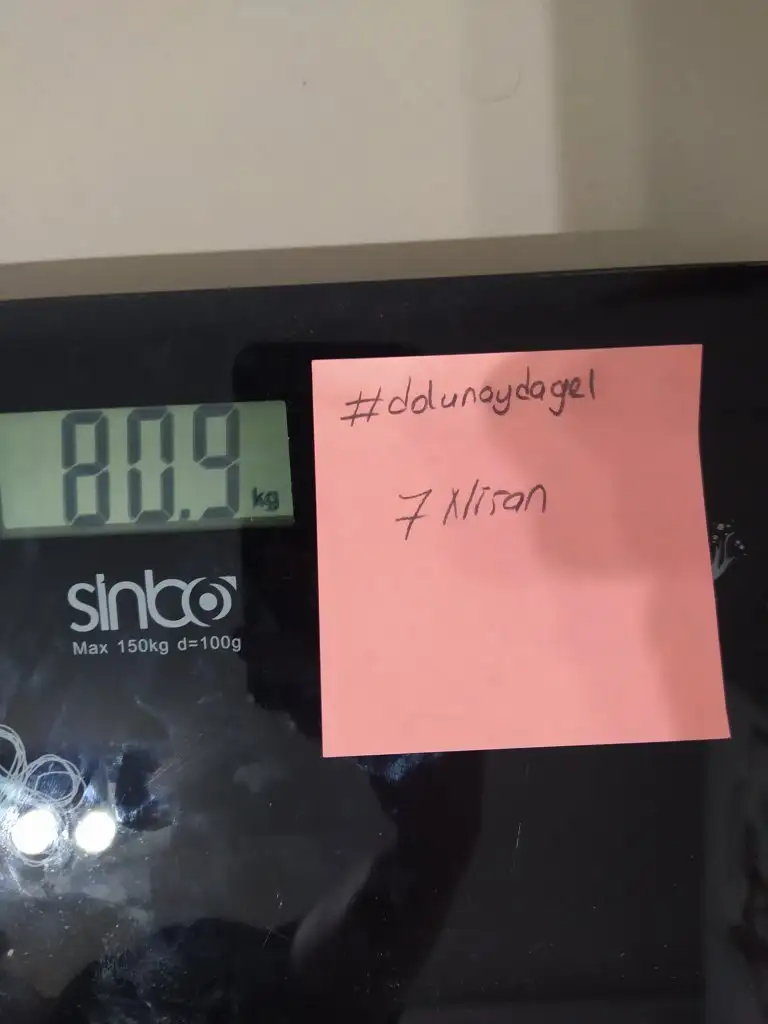 #dolunaydagel
7 Nisan
80.9 kg
sinbo
Max 150kg d=100g